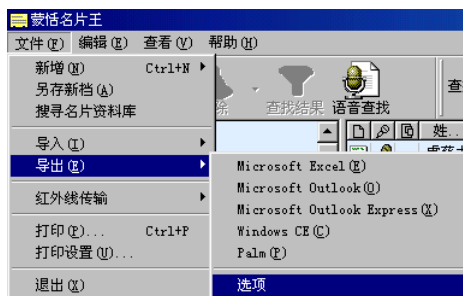 蒙恬名片王
文件(F) 编辑(E) 查看(V) 帮助(H)
新增(N) Ctrl+N
另存新档(A)
搜寻名片资料库
查找结果 语音查找 查
导入(I)
姓..
导出(E)
Microsoft Excel(E)
Microsoft Outlook(O)
红外线传输
Microsoft Outlook Express(X)
Windows CE(C)
打印(P)... Ctrl+P
Palm(P)
打印设置(U)...
退出(X)
选项